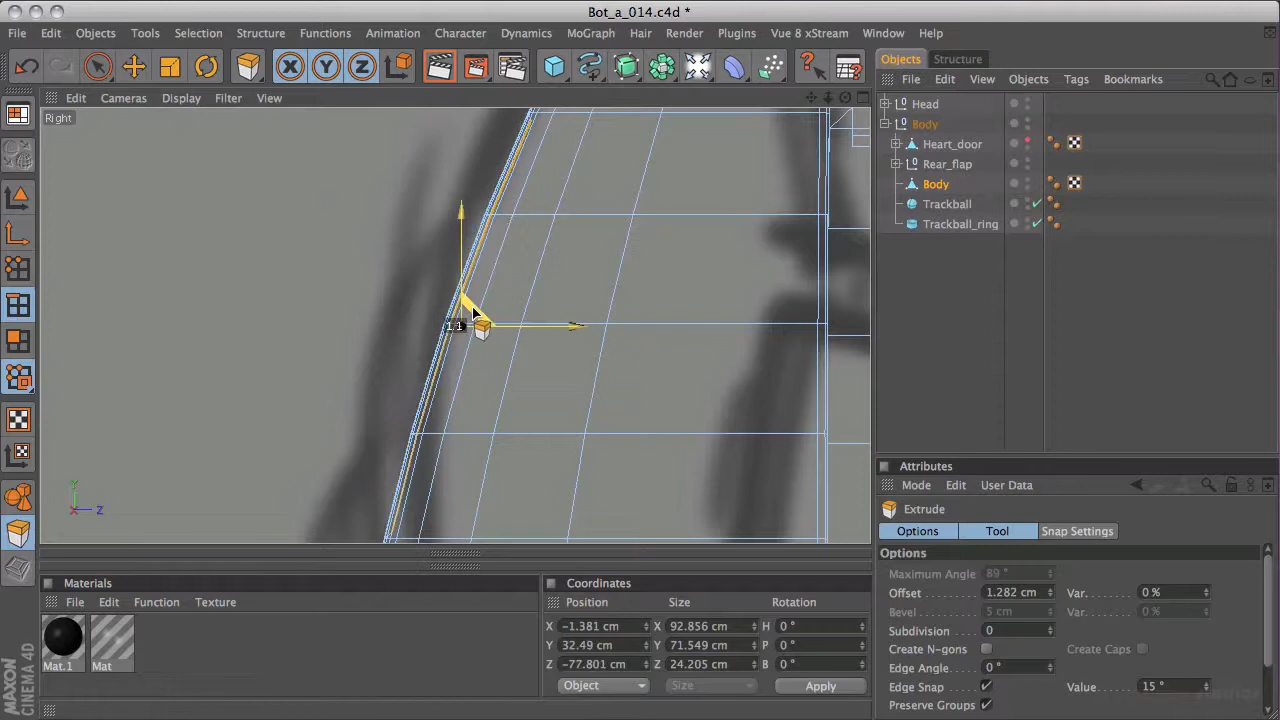 Bot_a_014.c4d *
File Edit Objects Tools Selection Structure Functions Animation Character Dynamics MoGraph Hair Render Plugins Vue 8 xStream Window Help
Objects Structure
Edit Cameras Display Filter View
File Edit View Objects Tags Bookmarks
Right
Head
Body
Heart_door
Rear_flap
Body
Trackball
Trackball_ring
1.1
Y
X Z
Attributes
Mode Edit User Data
Extrude
Options Tool Snap Settings
Options
Maximum Angle 89 °
Offset 1.282 cm Var. 0 %
Bevel 5 cm Var. 0 %
Subdivision 0
Create N-gons Create Caps
Edge Angle 0 °
Edge Snap Value 15 °
Preserve Groups
Materials
File Edit Function Texture
Mat.1 Mat
Coordinates
Position Size Rotation
X -1.381 cm X 92.856 cm H 0 °
Y 32.49 cm Y 71.549 cm P 0 °
Z -77.801 cm Z 24.205 cm B 0 °
Object Size Apply
MAXON
CINEMA 4D